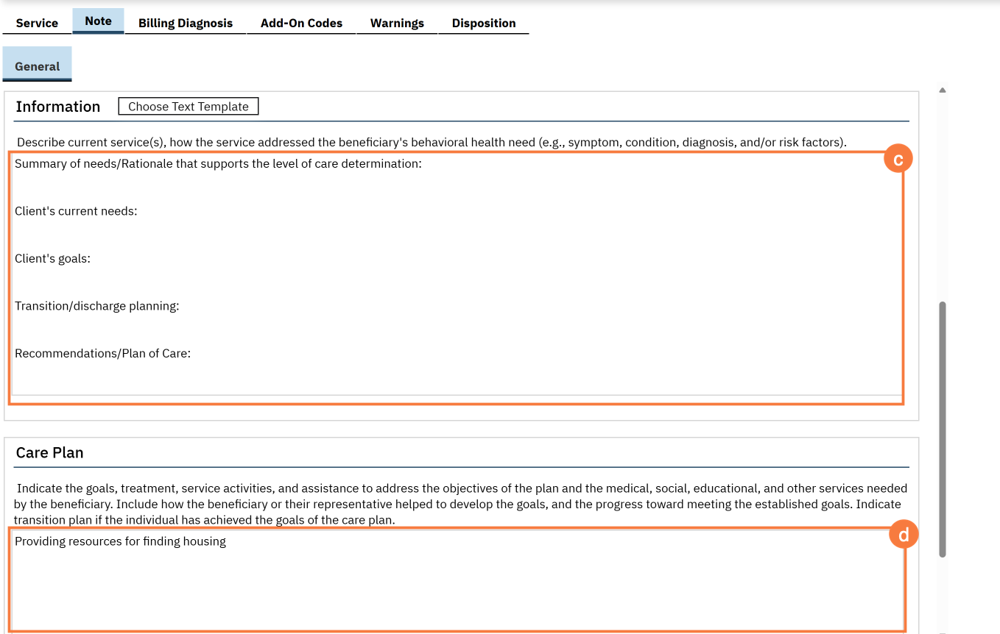 Service Note Billing Diagnosis Add-On Codes Warnings Disposition
General
Information Choose Text Template
Describe current service(s), how the service addressed the beneficiary's behavioral health need (e.g., symptom, condition, diagnosis, and/or risk factors).
c
Summary of needs/Rationale that supports the level of care determination:
Client's current needs:
Client's goals:
Transition/discharge planning:
Recommendations/Plan of Care:
Care Plan
Indicate the goals, treatment, service activities, and assistance to address the objectives of the plan and the medical, social, educational, and other services needed
by the beneficiary. Include how the beneficiary or their representative helped to develop the goals, and the progress toward meeting the established goals. Indicate
transition plan if the individual has achieved the goals of the care plan.
d
Providing resources for finding housing